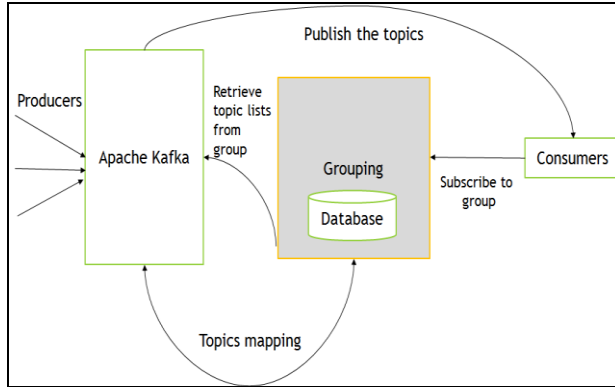 Publish the topics
Producers
Retrieve
topic lists
from
group
Apache Kafka
Grouping
Database
Consumers
Subscribe to
group
Topics mapping